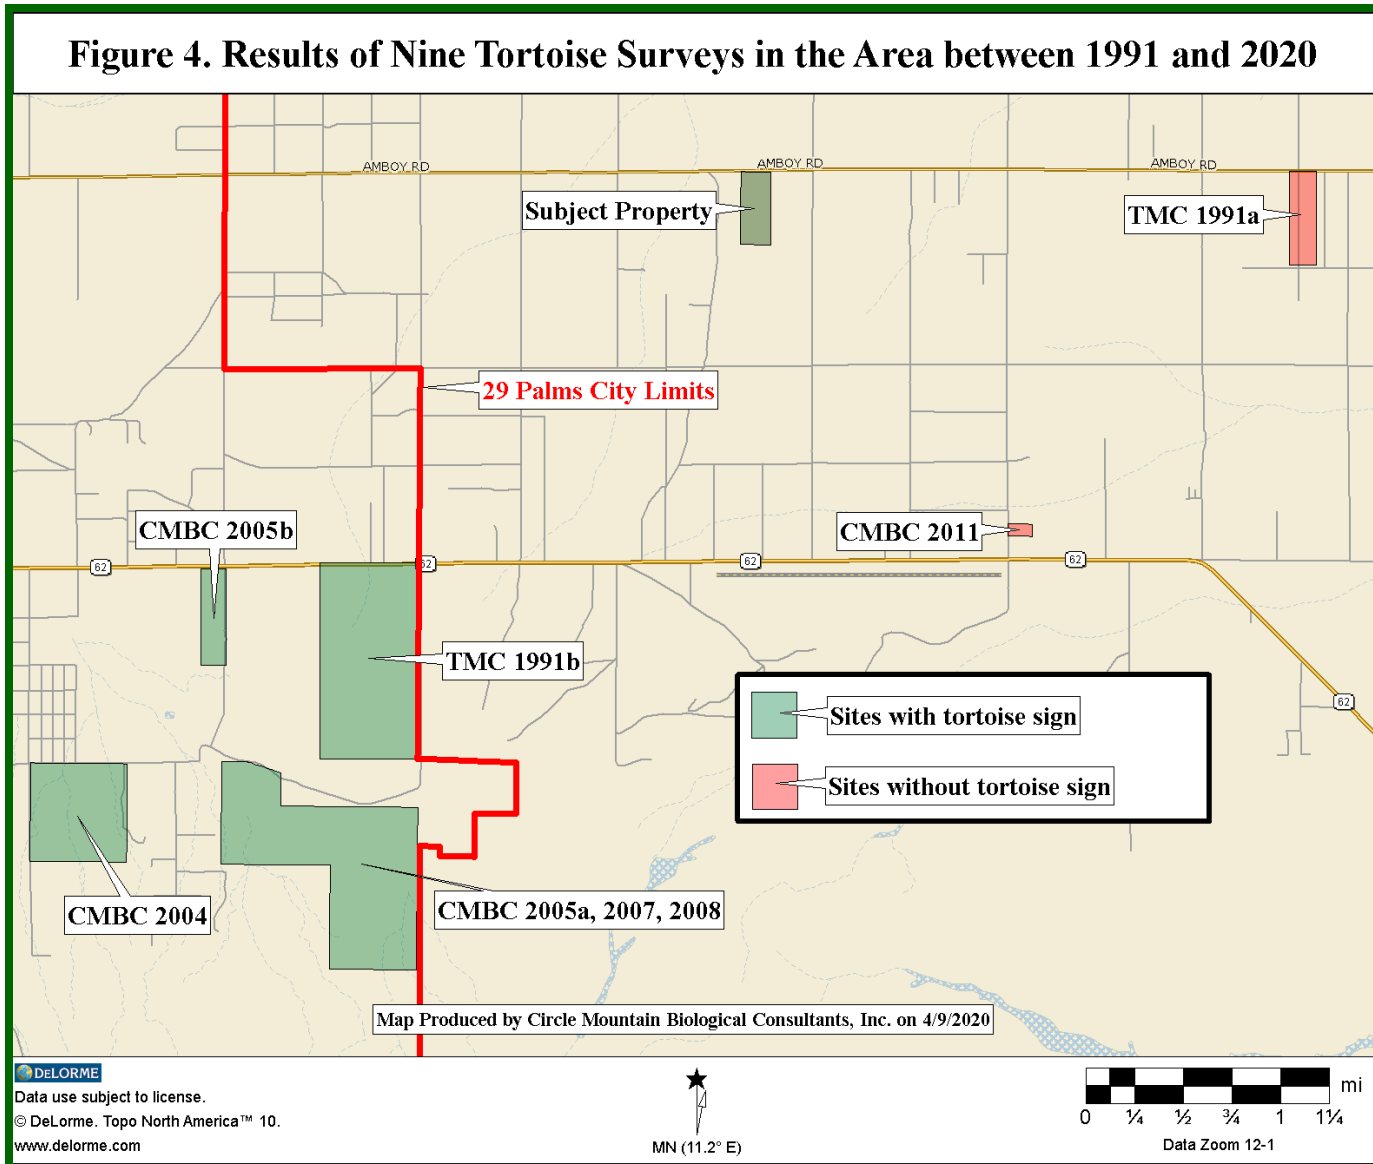 Figure 4. Results of Nine Tortoise Surveys in the Area between 1991 and 2020
AMBOY RD
AMBOY RD
AMBOY RD
Subject Property
TMC 1991a
29 Palms City Limits
CMBC 2005b
CMBC 2011
62
62
62
62
TMC 1991b
62
Sites with tortoise sign
Sites without tortoise sign
CMBC 2004
CMBC 2005a, 2007, 2008
Map Produced by Circle Mountain Biological Consultants, Inc. on 4/9/2020
DELORME
Data use subject to license.
© DeLorme. Topo North America™ 10.
www.delorme.com
MN (11.2° E)
mi
0 ¼ ½ ¾ 1 1¼
Data Zoom 12-1